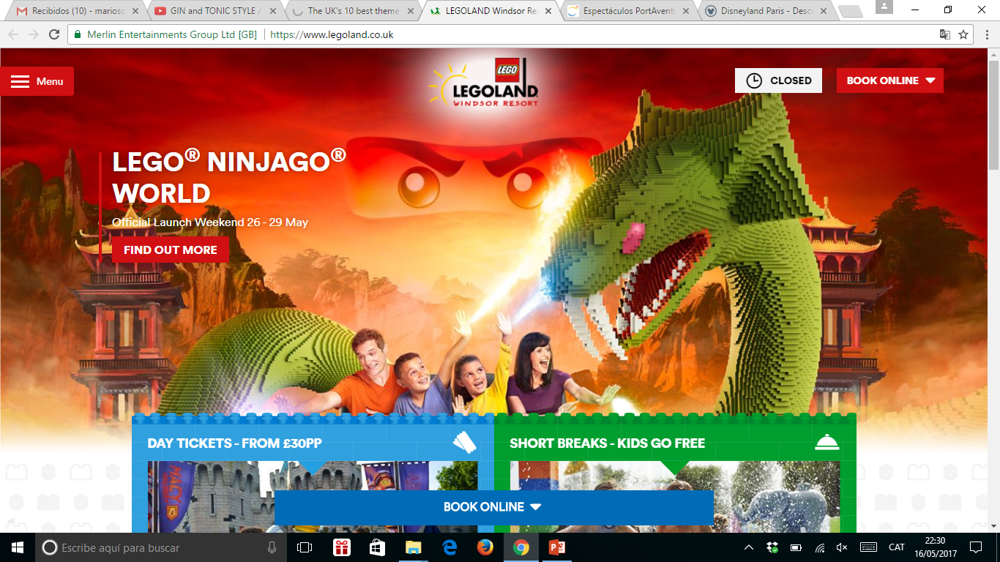 Recibidos (10) - marioso
GIN and TONIC STYLE /
The UK's 10 best theme
LEGOLAND Windsor Res
Espectáculos PortAventu
Disneyland Paris - Desc
Merlin Entertainments Group Ltd [GB]
https://www.legoland.co.uk
Menu
LEGO
LEGOLAND
WINDSOR RESORT
CLOSED
BOOK ONLINE
LEGO® NINJAGO®
WORLD
Official Launch Weekend 26 - 29 May
FIND OUT MORE
DAY TICKETS - FROM £30PP
SHORT BREAKS - KIDS GO FREE
MACY
BOOK ONLINE
Escribe aquí para buscar
CAT
22:30
16/05/2017